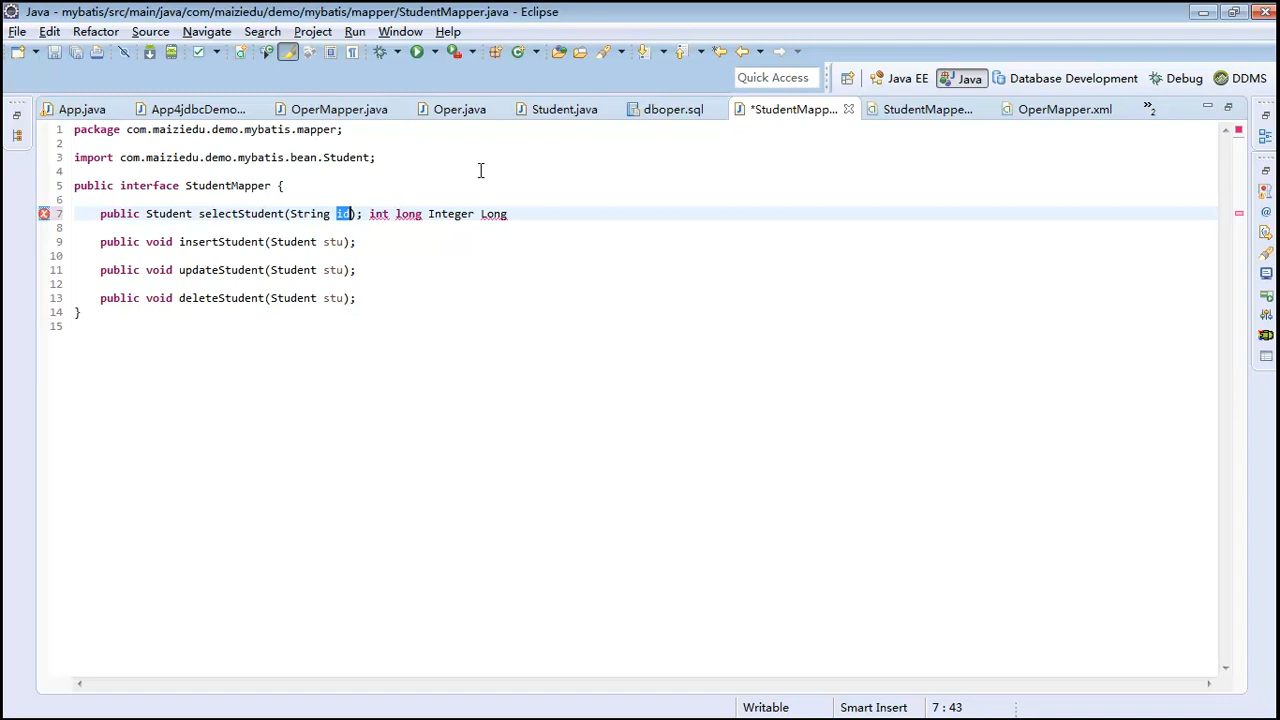 Java - mybatis/src/main/java/com/maiziedu/demo/mybatis/mapper/StudentMapper.java - Eclipse
File Edit Refactor Source Navigate Search Project Run Window Help
Quick Access Java EE Java Database Development Debug DDMS
App.java App4jdbcDemo... OperMapper.java Oper.java Student.java dboper.sql *StudentMapp... StudentMappe... OperMapper.xml »2
1 package com.maiziedu.demo.mybatis.mapper;
2
3 import com.maiziedu.demo.mybatis.bean.Student;
4
5 public interface StudentMapper {
6
7 public Student selectStudent(String id); int long Integer Long
8
9 public void insertStudent(Student stu);
10
11 public void updateStudent(Student stu);
12
13 public void deleteStudent(Student stu);
14 }
15
Writable Smart Insert 7 : 43